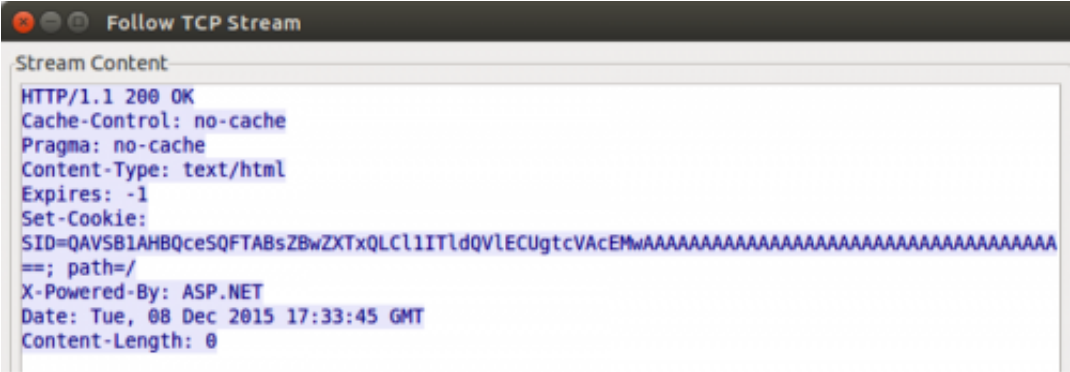 Follow TCP Stream
Stream Content
HTTP/1.1 200 OK
Cache-Control: no-cache
Pragma: no-cache
Content-Type: text/html
Expires: -1
Set-Cookie:
SID=QAVSB1AHBQceSQFTABsZBwZXTxQLCl1ITldQVlECUgtcVAcEMwAAAAAAAAAAAAAAAAAAAAAAAAAAAAAAAAAAAA
==; path=/
X-Powered-By: ASP.NET
Date: Tue, 08 Dec 2015 17:33:45 GMT
Content-Length: 0